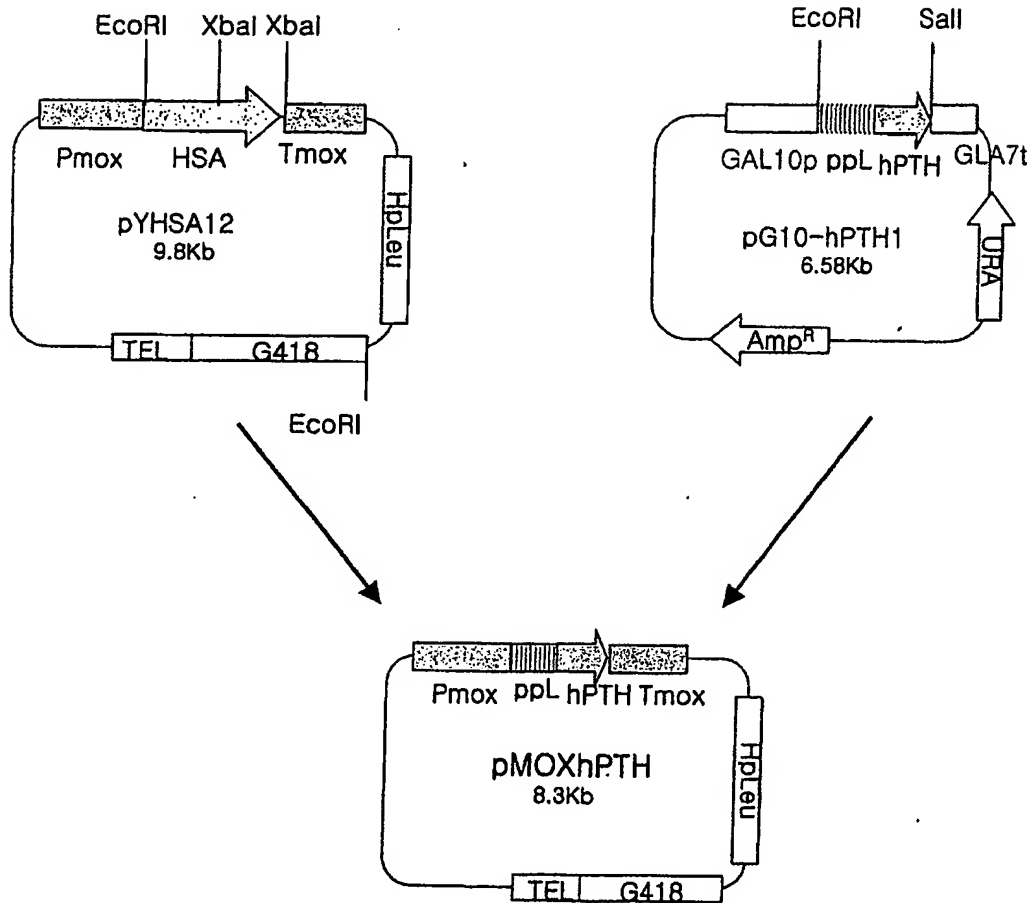 EcoRI XbaI XbaI
Pmox HSA Tmox
HpLeu
pYHSA12
9.8Kb
TEL G418
EcoRI
EcoRI SalI
GAL10p ppL hPTH GLA7t
pG10-hPTH1
6.58Kb
URA
Amp^R
Pmox ppL hPTH Tmox
pMOXhPTH
8.3Kb
HpLeu
TEL G418